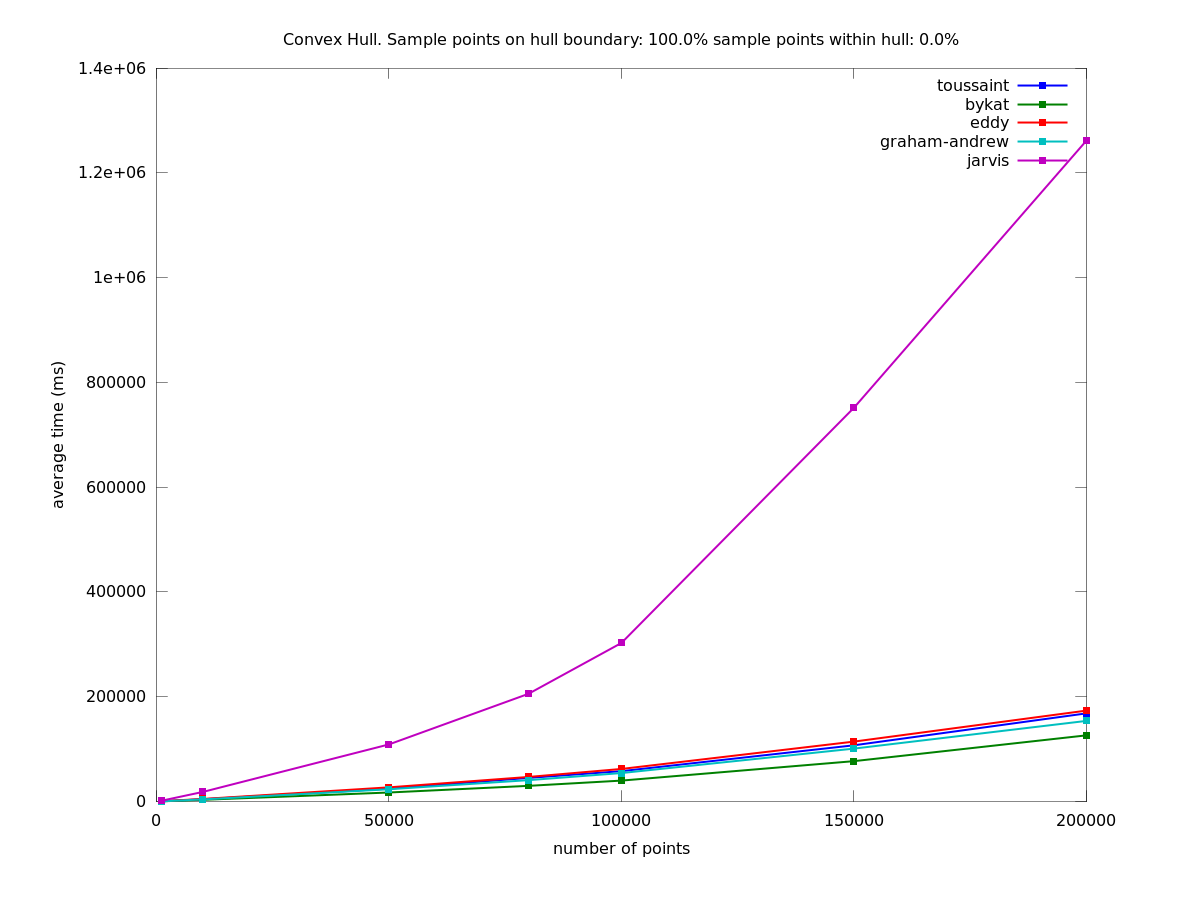 Convex Hull. Sample points on hull boundary: 100.0% sample points within hull: 0.0%
1.4e+06
1.2e+06
1e+06
800000
600000
400000
200000
0
average time (ms)
toussaint
bykat
eddy
graham-andrew
jarvis
0 50000 100000 150000 200000
number of points